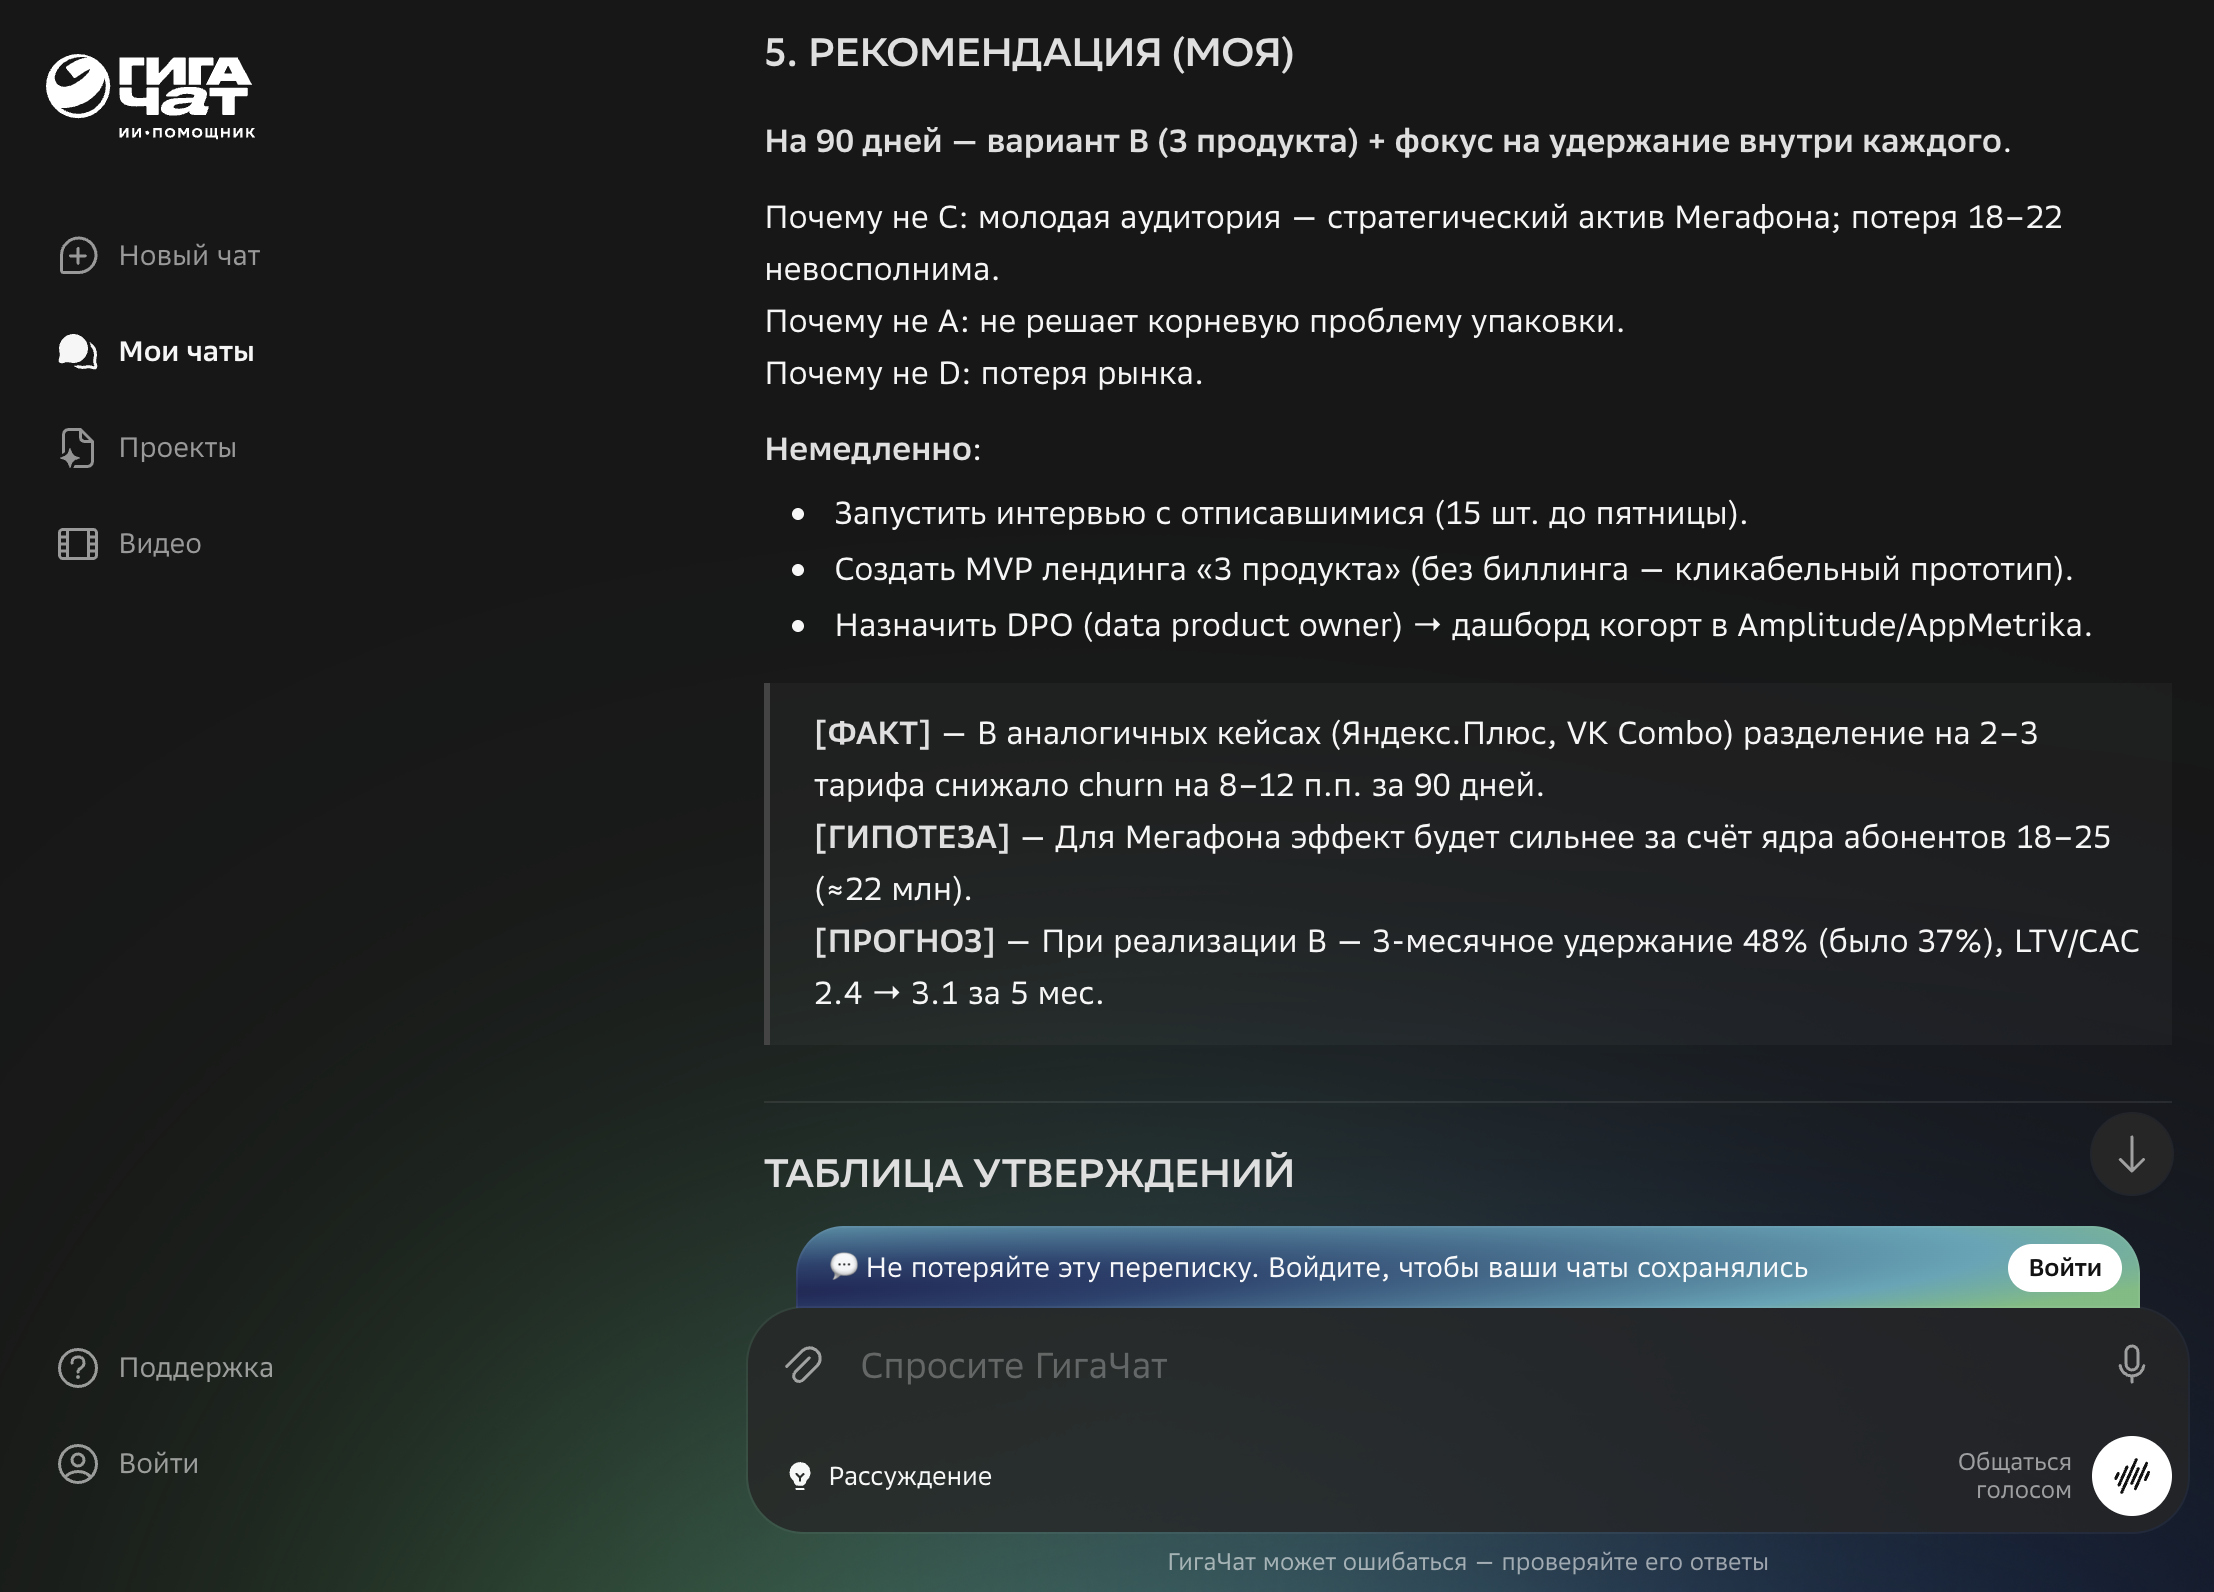 ГИГА
Чат
ИИ•ПОМОЩНИК
Новый чат
Мои чаты
Проекты
Видео
Поддержка
Войти
5. РЕКОМЕНДАЦИЯ (МОЯ)
На 90 дней — вариант B (3 продукта) + фокус на удержание внутри каждого.
Почему не C: молодая аудитория — стратегический актив Мегафона; потеря 18–22
невосполнима.
Почему не A: не решает корневую проблему упаковки.
Почему не D: потеря рынка.
Немедленно:
• Запустить интервью с отписавшимися (15 шт. до пятницы).
• Создать MVP лендинга «3 продукта» (без биллинга — кликабельный прототип).
• Назначить DPO (data product owner) → дашборд когорт в Amplitude/AppMetrika.
[ФАКТ] — В аналогичных кейсах (Яндекс.Плюс, VK Combo) разделение на 2–3
тарифа снижало churn на 8–12 п.п. за 90 дней.
[ГИПОТЕЗА] — Для Мегафона эффект будет сильнее за счёт ядра абонентов 18–25
(≈22 млн).
[ПРОГНОЗ] — При реализации B — 3-месячное удержание 48% (было 37%), LTV/CAC
2.4 → 3.1 за 5 мес.
ТАБЛИЦА УТВЕРЖДЕНИЙ
💬 Не потеряйте эту переписку. Войдите, чтобы ваши чаты сохранялись
Войти
Спросите ГигаЧат
Рассуждение
Общаться
голосом
ГигаЧат может ошибаться — проверяйте его ответы